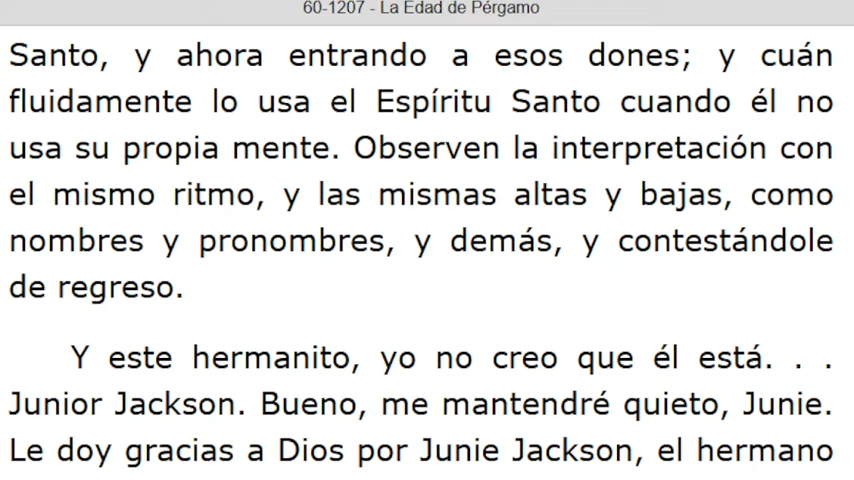 60-1207 - La Edad de Pérgamo
Santo, y ahora entrando a esos dones; y cuán
fluidamente lo usa el Espíritu Santo cuando él no
usa su propia mente. Observen la interpretación con
el mismo ritmo, y las mismas altas y bajas, como
nombres y pronombres, y demás, y contestándole
de regreso.
Y este hermanito, yo no creo que él está. . .
Junior Jackson. Bueno, me mantendré quieto, Junie.
Le doy gracias a Dios por Junie Jackson, el hermano